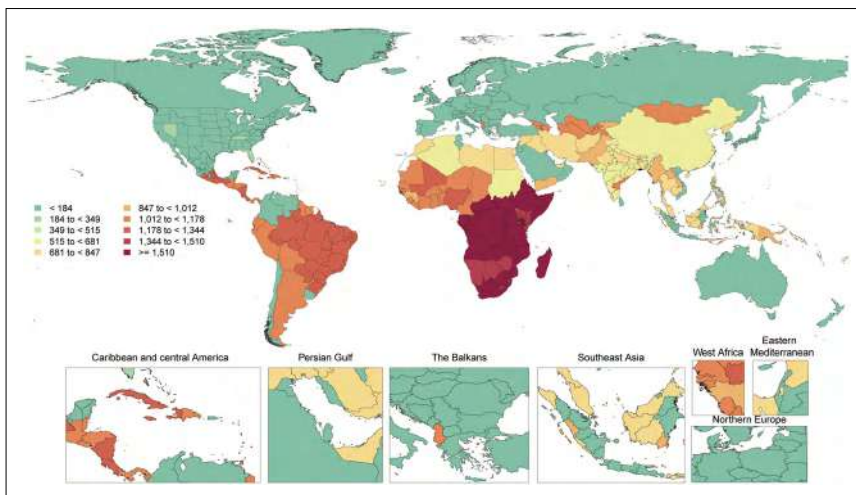 < 184
184 to < 349
349 to < 515
515 to < 681
681 to < 847
847 to < 1,012
1,012 to < 1,178
1,178 to < 1,344
1,344 to < 1,510
>= 1,510
Caribbean and central America
Persian Gulf
The Balkans
Southeast Asia
West Africa
Eastern
Mediterranean
Northern Europe